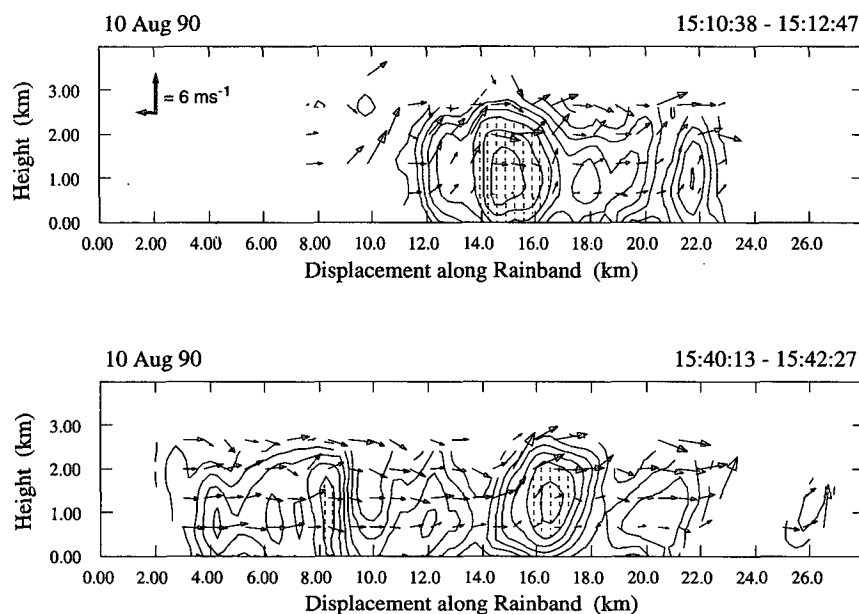 10 Aug 90 15:10:38 - 15:12:47
= 6 ms⁻¹
Height (km)
3.00
2.00
1.00
0.00
0.00 2.00 4.00 6.00 8.00 10.0 12.0 14.0 16.0 18.0 20.0 22.0 24.0 26.0
Displacement along Rainband (km)
10 Aug 90 15:40:13 - 15:42:27
Height (km)
3.00
2.00
1.00
0.00
0.00 2.00 4.00 6.00 8.00 10.0 12.0 14.0 16.0 18.0 20.0 22.0 24.0 26.0
Displacement along Rainband (km)